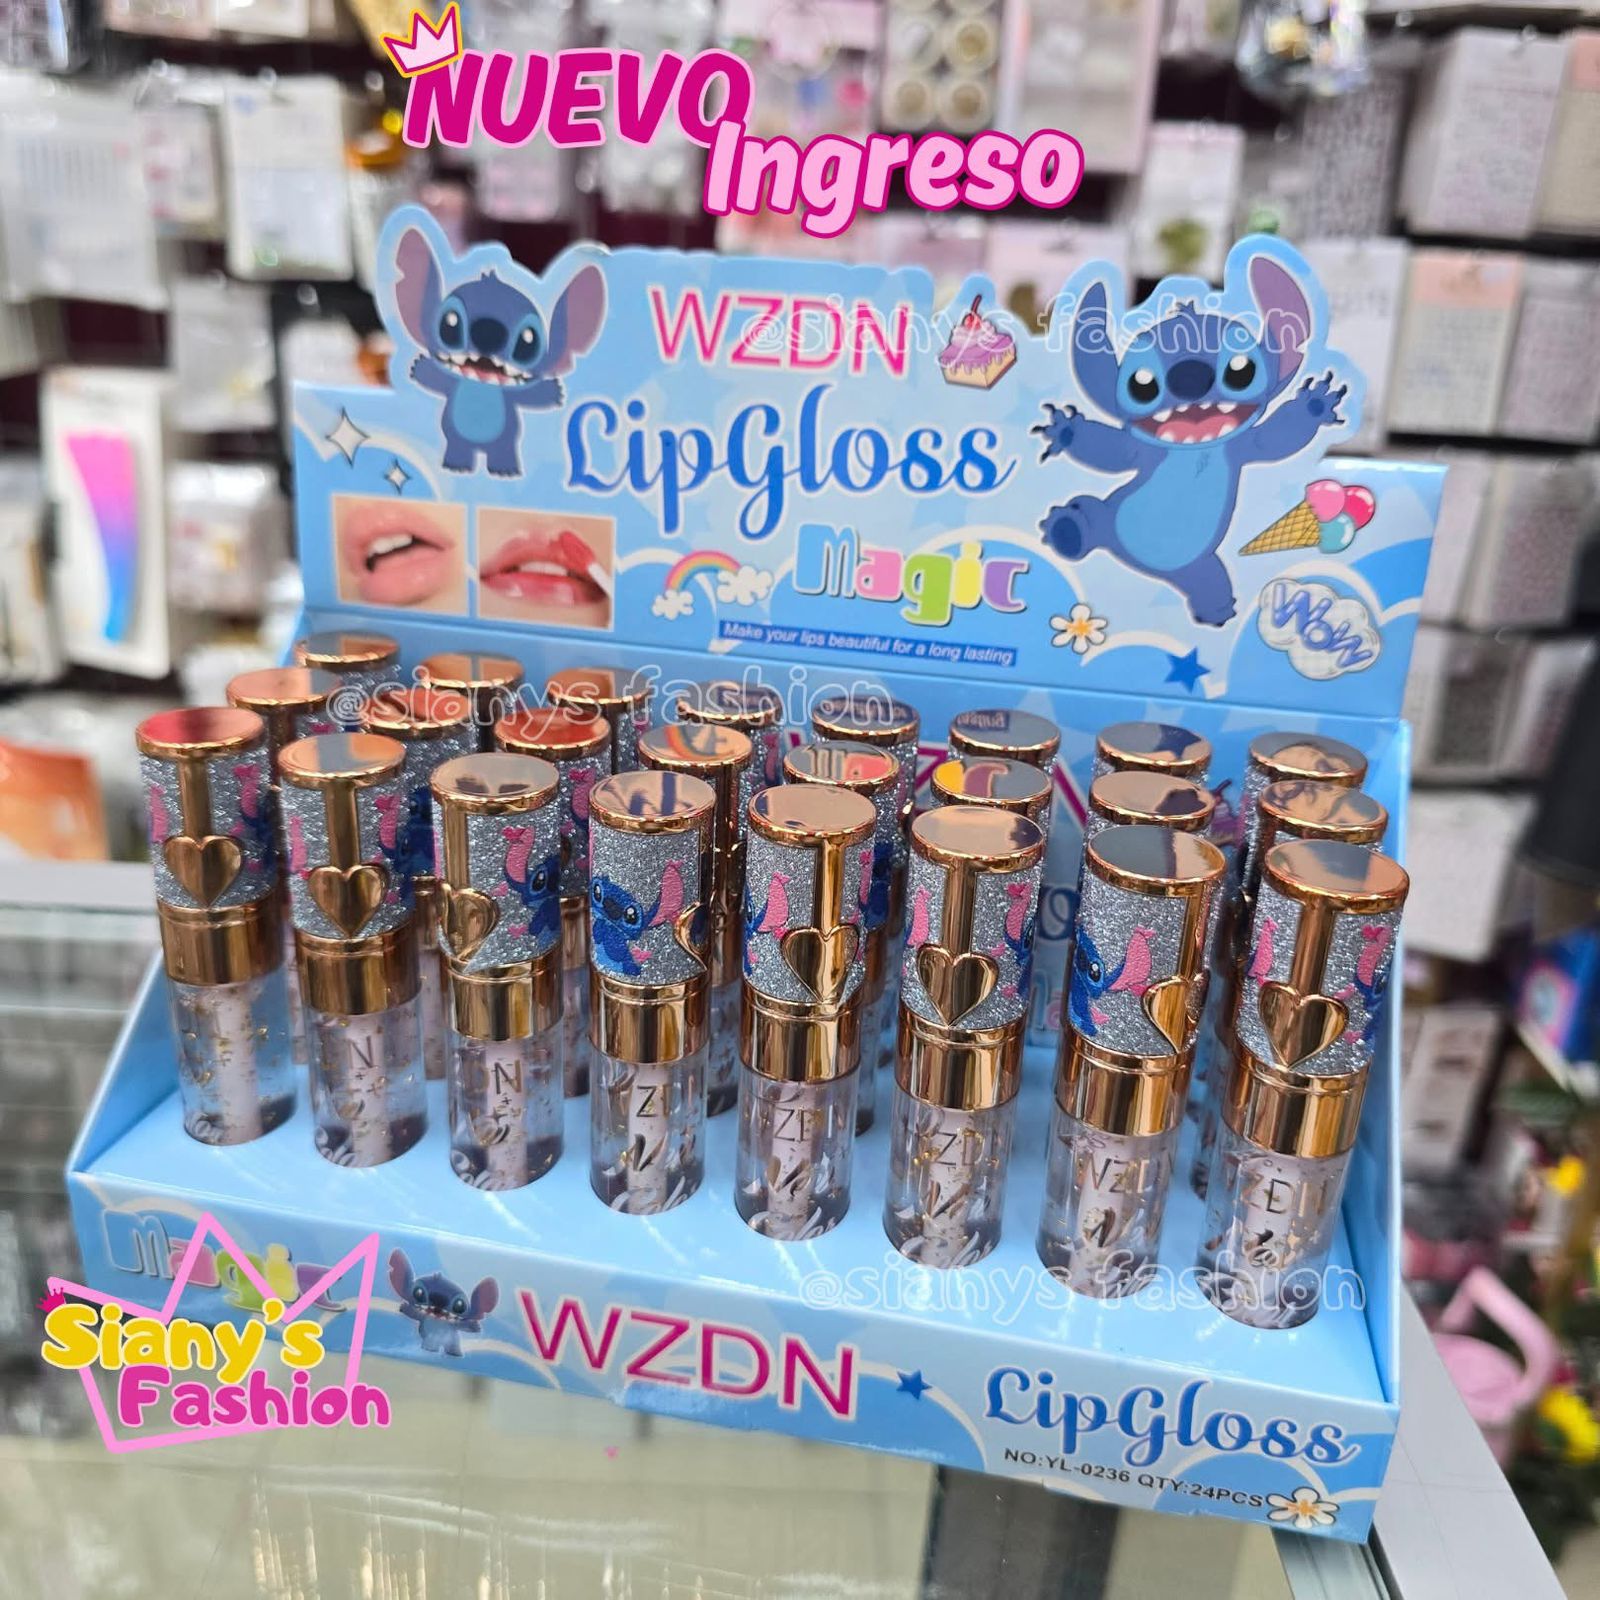 NUEVO
Ingreso
WZDN
@sianys fashion
LipGloss
Magic
Make your lips beautiful for a long lasting
WOW
@sianys fashion
N
N
WZDN
@sianys fashion
Magic
Siany's
Fashion
WZDN
LipGloss
NO:YL-0236 QTY:24PCS